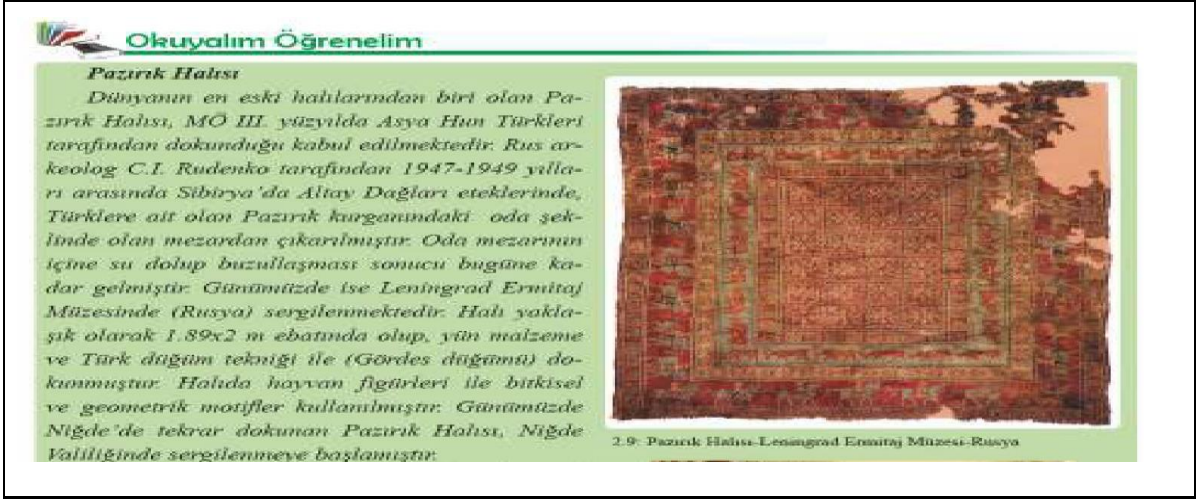 Okuyalım Öğrenelim
Pazırık Halısı
Dünyanın en eski halılarından biri olan Pa-
zırık Halısı, MÖ III. yüzyılda Asya Hun Türkleri
tarafından dokunduğu kabul edilmektedir. Rus ar-
keolog C.I. Rudenko tarafından 1947-1949 yılla-
rı arasında Sibirya'da Altay Dağları eteklerinde,
Türklere ait olan Pazırık kurganındaki oda şek-
linde olan mezardan çıkarılmıştır. Oda mezarının
içine su dolup buzullaşması sonucu bugüne ka-
dar gelmiştir. Günümüzde ise Leningrad Ermitaj
Müzesinde (Rusya) sergilenmektedir. Halı yakla-
şık olarak 1.89x2 m ebatında olup, yün malzeme
ve Türk düğüm tekniği ile (Gördes düğümü) do-
kunmuştur. Halıda hayvan figürleri ile bitkisel
ve geometrik motifler kullanılmıştır. Günümüzde
Niğde'de tekrar dokunan Pazırık Halısı, Niğde
Valiliğinde sergilenmeye başlamıştır.
2.9: Pazırık Halısı-Leningrad Ermitaj Müzesi-Rusya